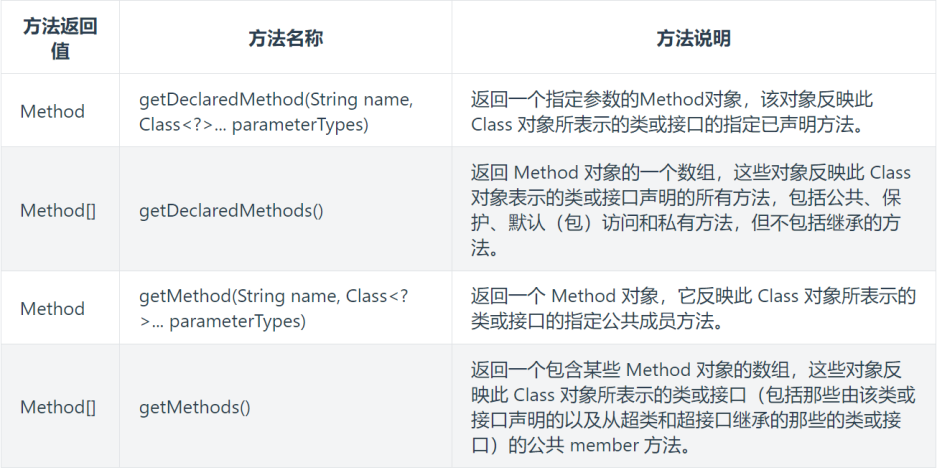 方法返回
值
方法名称
方法说明
Method
getDeclaredMethod(String name,
Class<?>... parameterTypes)
返回一个指定参数的Method对象，该对象反映此
Class 对象所表示的类或接口的指定已声明方法。
Method[]
getDeclaredMethods()
返回 Method 对象的一个数组，这些对象反映此 Class
对象表示的类或接口声明的所有方法，包括公共、保
护、默认（包）访问和私有方法，但不包括继承的方
法。
Method
getMethod(String name, Class<?
>... parameterTypes)
返回一个 Method 对象，它反映此 Class 对象所表示的
类或接口的指定公共成员方法。
Method[]
getMethods()
返回一个包含某些 Method 对象的数组，这些对象反
映此 Class 对象所表示的类或接口（包括那些由该类或
接口声明的以及从超类和超接口继承的那些的类或接
口）的公共 member 方法。